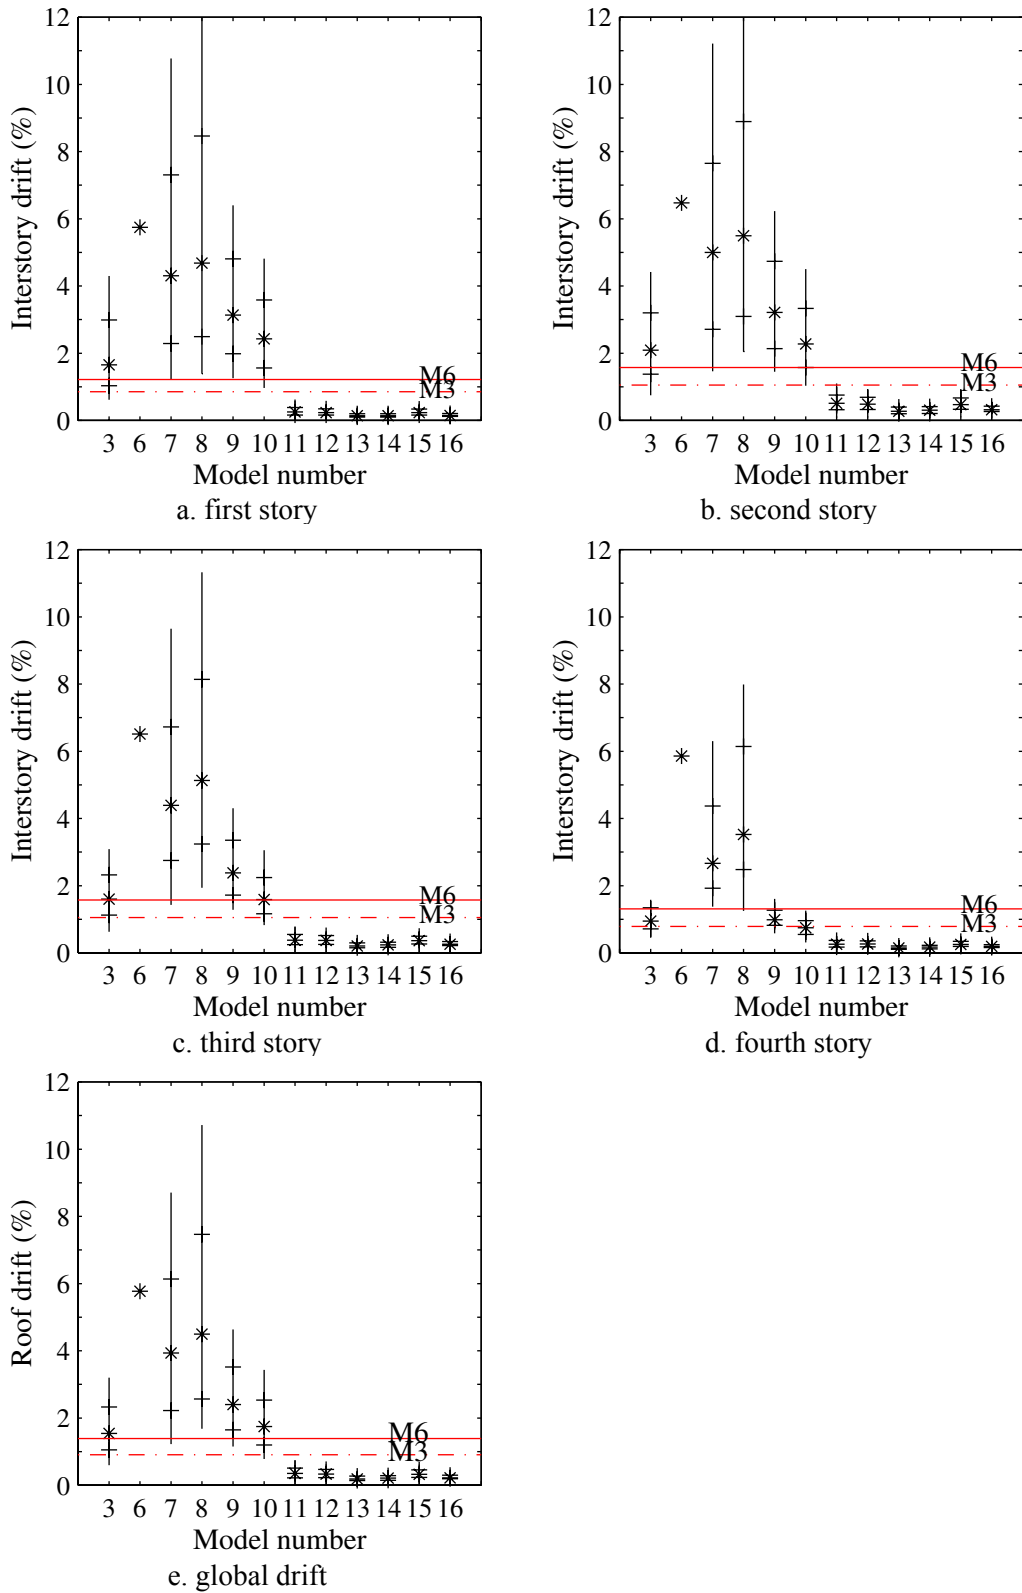 12
10
8
6
4
2
0
Interstory drift (%)
M6
M3
3 6 7 8 9 10 11 12 13 14 15 16
Model number
a. first story
12
10
8
6
4
2
0
Interstory drift (%)
M6
M3
3 6 7 8 9 10 11 12 13 14 15 16
Model number
b. second story
12
10
8
6
4
2
0
Interstory drift (%)
M6
M3
3 6 7 8 9 10 11 12 13 14 15 16
Model number
c. third story
12
10
8
6
4
2
0
Interstory drift (%)
M6
M3
3 6 7 8 9 10 11 12 13 14 15 16
Model number
d. fourth story
12
10
8
6
4
2
0
Roof drift (%)
M6
M3
3 6 7 8 9 10 11 12 13 14 15 16
Model number
e. global drift